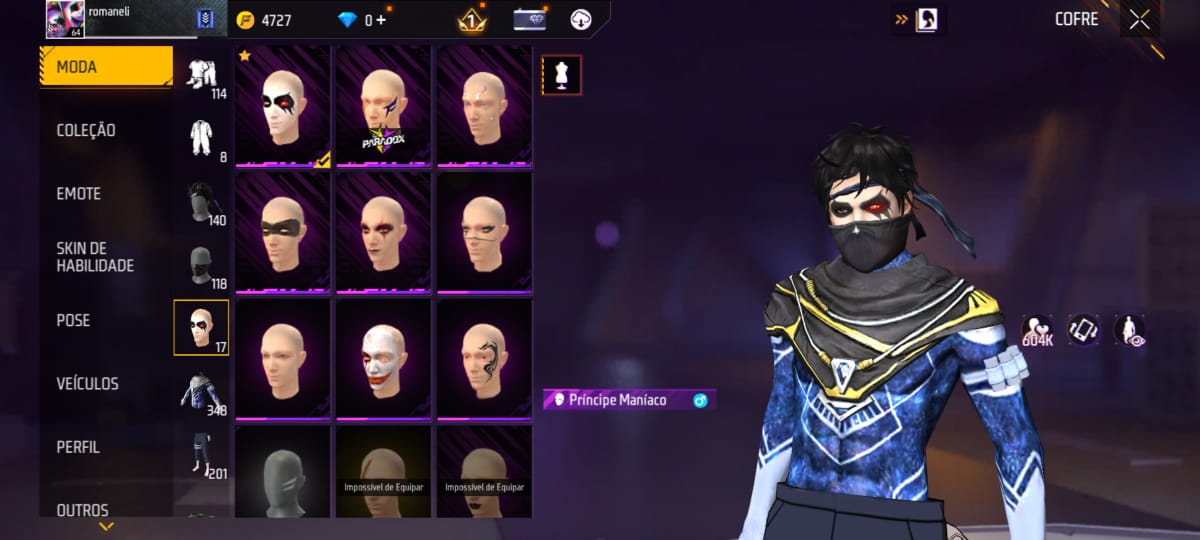 romaneli
64
4727
0 +
1
COFRE
MODA
COLEÇÃO
EMOTE
SKIN DE
HABILIDADE
POSE
VEÍCULOS
PERFIL
OUTROS
114
8
140
118
17
348
201
PARADOX
Impossível de Equipar
Impossível de Equipar
Príncipe Maníaco
604K